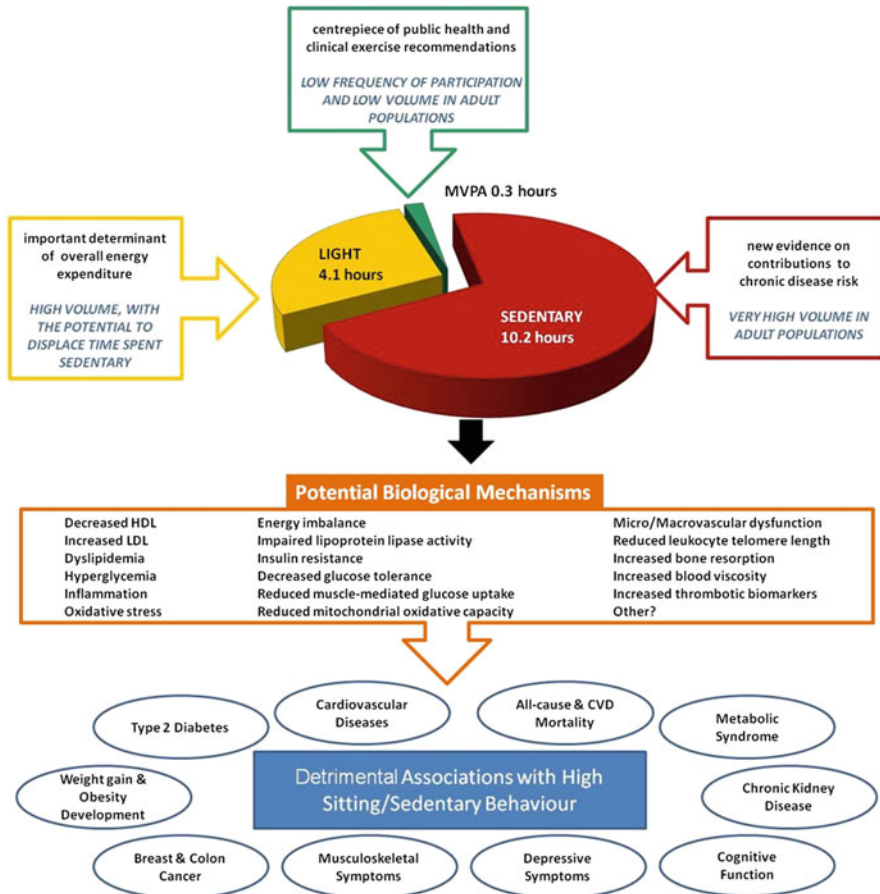 centrepiece of public health and
clinical exercise recommendations
LOW FREQUENCY OF PARTICIPATION
AND LOW VOLUME IN ADULT
POPULATIONS
MVPA 0.3 hours
important determinant
of overall energy
expenditure
HIGH VOLUME, WITH
THE POTENTIAL TO
DISPLACE TIME SPENT
SEDENTARY
LIGHT
4.1 hours
SEDENTARY
10.2 hours
new evidence on
contributions to
chronic disease risk
VERY HIGH VOLUME IN
ADULT POPULATIONS
Potential Biological Mechanisms
Decreased HDL
Increased LDL
Dyslipidemia
Hyperglycemia
Inflammation
Oxidative stress
Energy imbalance
Impaired lipoprotein lipase activity
Insulin resistance
Decreased glucose tolerance
Reduced muscle-mediated glucose uptake
Reduced mitochondrial oxidative capacity
Micro/Macrovascular dysfunction
Reduced leukocyte telomere length
Increased bone resorption
Increased blood viscosity
Increased thrombotic biomarkers
Other?
Type 2 Diabetes
Cardiovascular
Diseases
All-cause & CVD
Mortality
Metabolic
Syndrome
Weight gain &
Obesity
Development
Detrimental Associations with High
Sitting/Sedentary Behaviour
Chronic Kidney
Disease
Breast & Colon
Cancer
Musculoskeletal
Symptoms
Depressive
Symptoms
Cognitive
Function